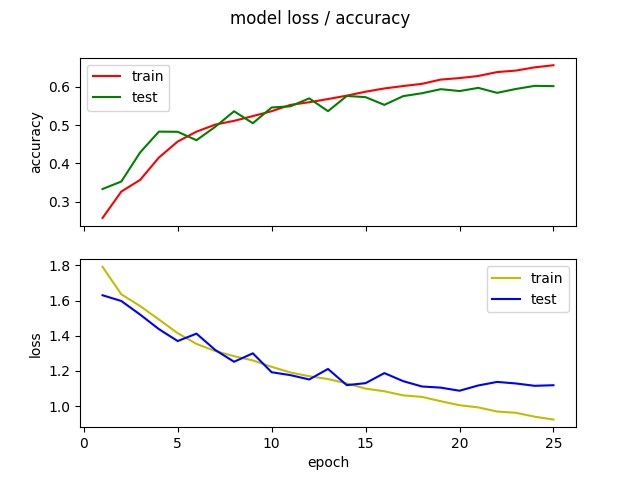 model loss / accuracy
train
test
accuracy
0.6
0.5
0.4
0.3
train
test
loss
1.8
1.6
1.4
1.2
1.0
0 5 10 15 20 25
epoch